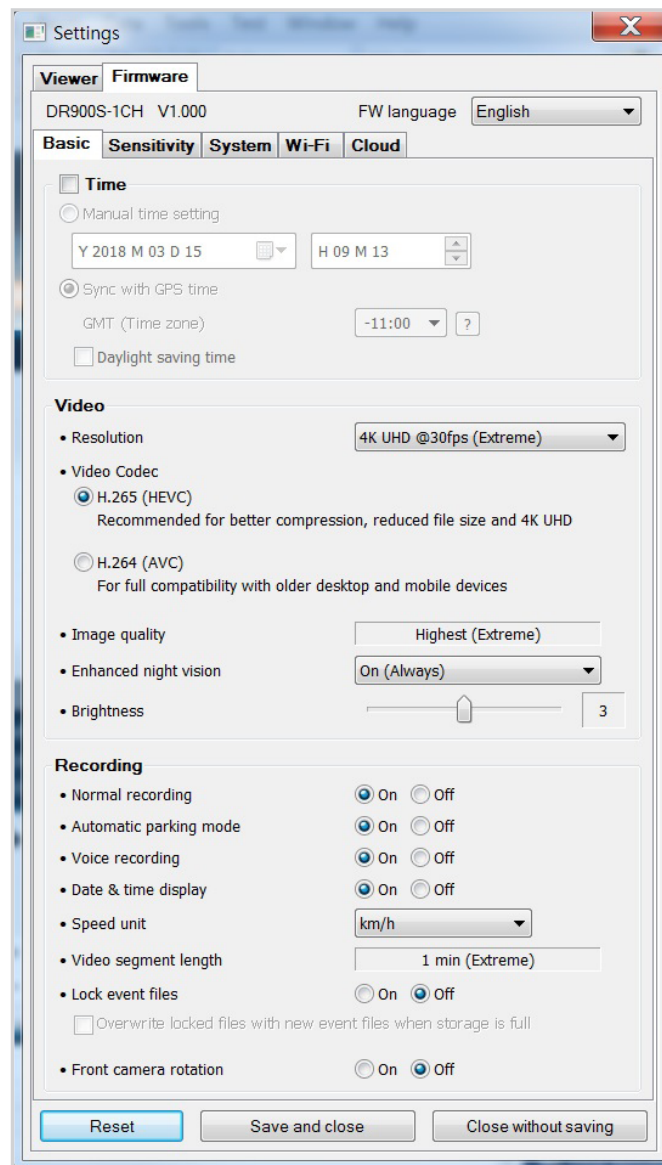 Settings
Viewer Firmware
DR900S-1CH V1.000 FW language English
Basic Sensitivity System Wi-Fi Cloud
Time
Manual time setting
Y 2018 M 03 D 15 H 09 M 13
Sync with GPS time
GMT (Time zone) -11:00 ?
Daylight saving time
Video
• Resolution 4K UHD @30fps (Extreme)
• Video Codec
H.265 (HEVC)
Recommended for better compression, reduced file size and 4K UHD
H.264 (AVC)
For full compatibility with older desktop and mobile devices
• Image quality Highest (Extreme)
• Enhanced night vision On (Always)
• Brightness 3
Recording
• Normal recording On Off
• Automatic parking mode On Off
• Voice recording On Off
• Date & time display On Off
• Speed unit km/h
• Video segment length 1 min (Extreme)
• Lock event files On Off
Overwrite locked files with new event files when storage is full
• Front camera rotation On Off
Reset Save and close Close without saving